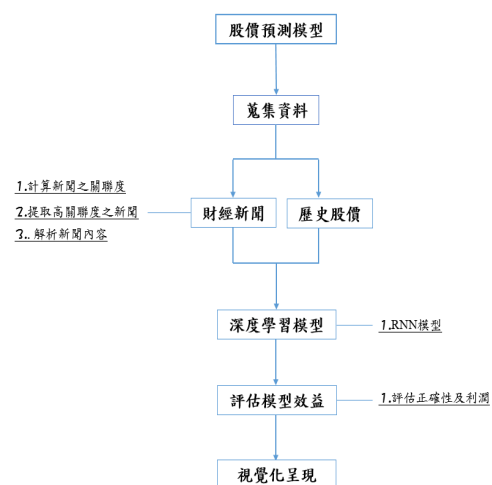 股價預測模型
蒐集資料
1.計算新聞之關聯度
2.提取高關聯度之新聞
3..解析新聞內容
財經新聞
歷史股價
深度學習模型
1.RNN模型
評估模型效益
1.評估正確性及利潤
視覺化呈現